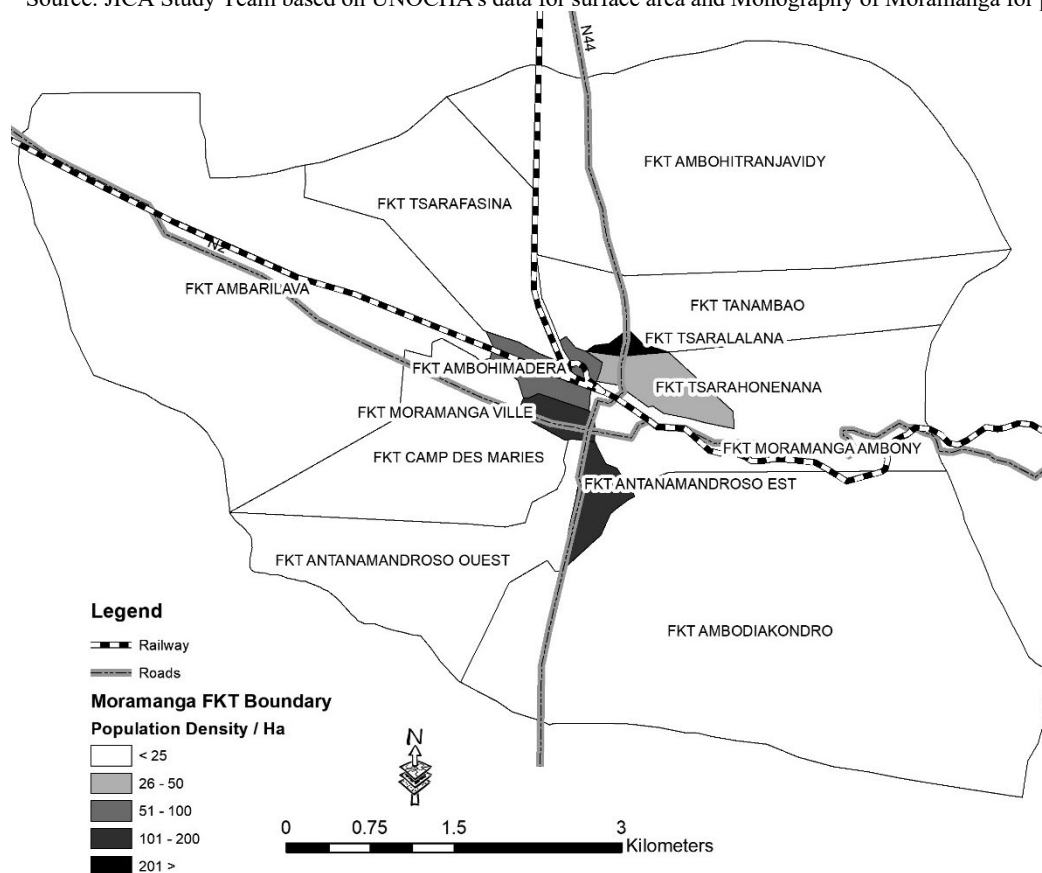 Source: JICA Study Team based on UNOCHA's data for surface area and Monography of Moramanga for
N44
FKT AMBOHITRANJAVIDY
FKT TSARAFASINA
N2
FKT AMBARILAVA
FKT TANAMBAO
FKT TSARALALANA
FKT AMBOHIMADERA
FKT TSARAHONENANA
FKT MORAMANGA VILLE
FKT MORAMANGA AMBONY
FKT CAMP DES MARIES
FKT ANTANAMANDROSO EST
FKT ANTANAMANDROSO OUEST
FKT AMBODIAKONDRO
Legend
Railway
Roads
Moramanga FKT Boundary
Population Density / Ha
< 25
26 - 50
51 - 100
101 - 200
201 >
N
0 0.75 1.5 3
Kilometers